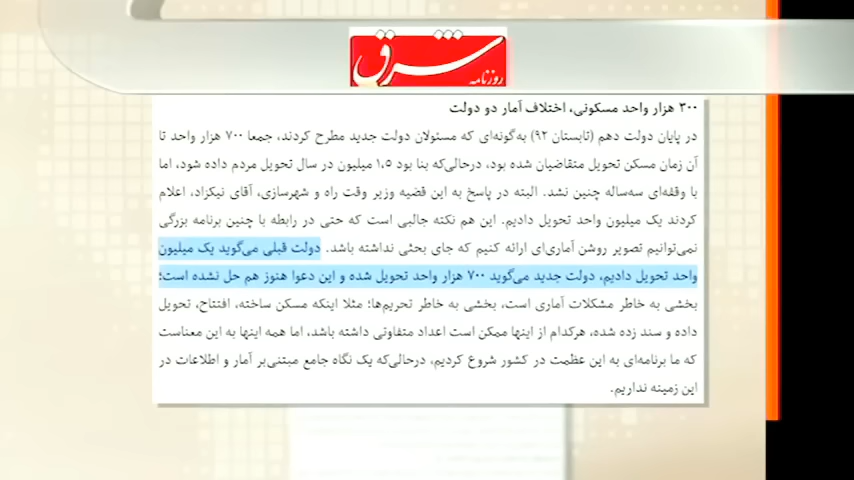 روزنامه
شرق
۳۰۰ هزار واحد مسکونی، اختلاف آمار دو دولت
در پایان دولت دهم (تابستان ۹۲) به‌گونه‌ای که مسئولان دولت جدید مطرح کردند، جمعا ۷۰۰ هزار واحد تا
آن زمان مسکن تحویل متقاضیان شده بود، درحالی‌که بنا بود ۱،۵ میلیون در سال تحویل مردم داده شود، اما
با وقفه‌ای سه‌ساله چنین نشد. البته در پاسخ به این قضیه وزیر وقت راه و شهرسازی، آقای نیکزاد، اعلام
کردند یک میلیون واحد تحویل دادیم. این هم نکته جالبی است که حتی در رابطه با چنین برنامه بزرگی
نمی‌توانیم تصویر روشن آماری‌ای ارائه کنیم که جای بحثی نداشته باشد. دولت قبلی می‌گوید یک میلیون
واحد تحویل دادیم، دولت جدید می‌گوید ۷۰۰ هزار واحد تحویل شده و این دعوا هنوز هم حل نشده است؛
بخشی به خاطر مشکلات آماری است، بخشی به خاطر تحریم‌ها؛ مثلا اینکه مسکن ساخته، افتتاح، تحویل
داده و سند زده شده، هرکدام از اینها ممکن است اعداد متفاوتی داشته باشد، اما همه اینها به این معناست
که ما برنامه‌ای به این عظمت در کشور شروع کردیم، درحالی‌که یک نگاه جامع مبتنی‌بر آمار و اطلاعات در
این زمینه نداریم.